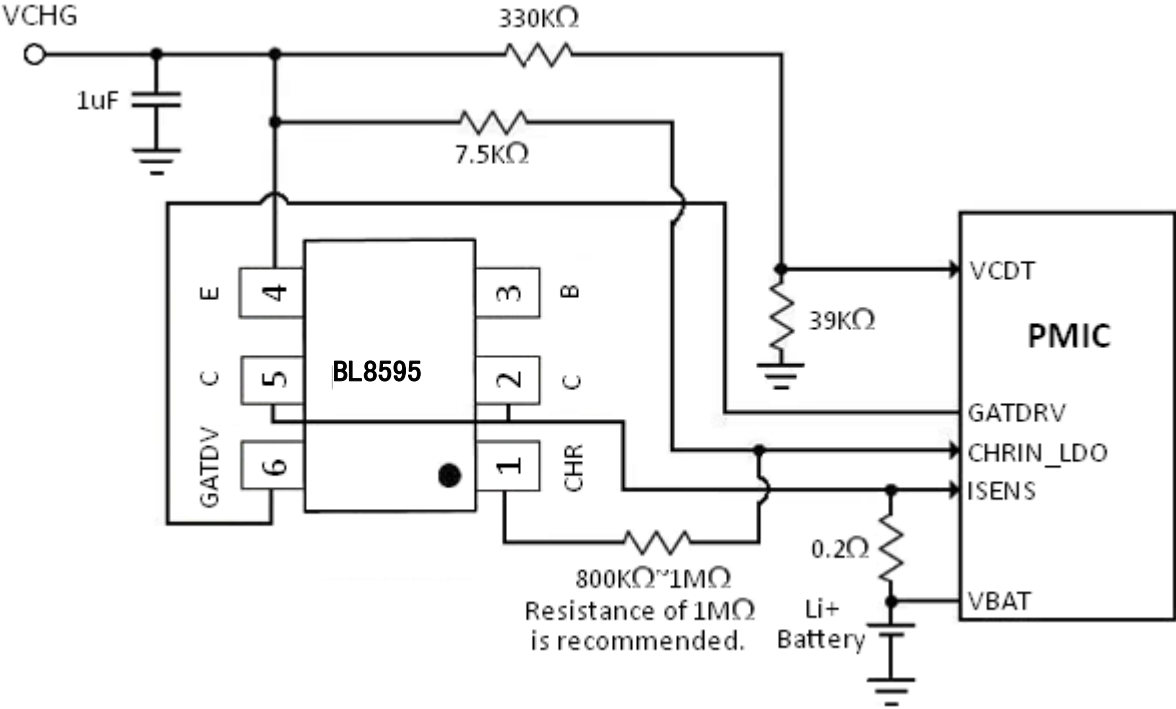 VCHG
330KΩ
1uF
7.5KΩ
E
4
3
B
VCDT
39KΩ
PMIC
C
5
BL8595
2
C
GATDRV
GATDV
6
1
CHR
CHRIN_LDO
ISENS
0.2Ω
800KΩ~1MΩ
Resistance of 1MΩ
is recommended.
Li+
Battery
VBAT